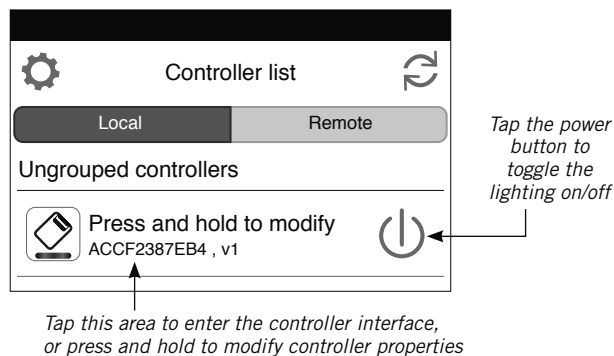 Controller list
Local Remote
Ungrouped controllers
Press and hold to modify
ACCF2387EB4 , v1
Tap the power
button to
toggle the
lighting on/off
Tap this area to enter the controller interface,
or press and hold to modify controller properties